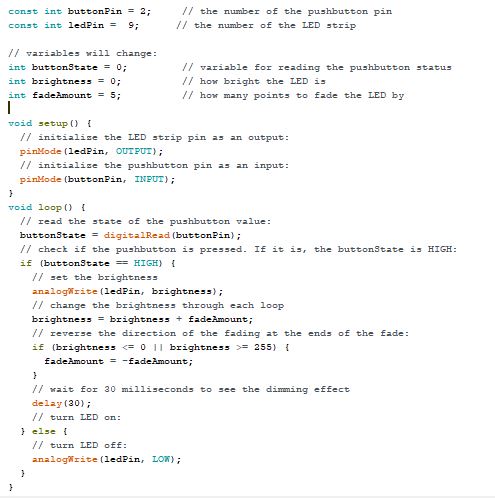 const int buttonPin = 2;     // the number of the pushbutton pin
const int ledPin =  9;      // the number of the LED strip

// variables will change:
int buttonState = 0;         // variable for reading the pushbutton status
int brightness = 0;          // how bright the LED is
int fadeAmount = 5;          // how many points to fade the LED by

void setup() {
  // initialize the LED strip pin as an output:
  pinMode(ledPin, OUTPUT);
  // initialize the pushbutton pin as an input:
  pinMode(buttonPin, INPUT);
}
void loop() {
  // read the state of the pushbutton value:
  buttonState = digitalRead(buttonPin);
  // check if the pushbutton is pressed. If it is, the buttonState is HIGH:
  if (buttonState == HIGH) {
    // set the brightness
    analogWrite(ledPin, brightness);
    // change the brightness through each loop
    brightness = brightness + fadeAmount;
    // reverse the direction of the fading at the ends of the fade:
    if (brightness <= 0 || brightness >= 255) {
      fadeAmount = -fadeAmount;
    }
    // wait for 30 milliseconds to see the dimming effect
    delay(30);
    // turn LED on:
  } else {
    // turn LED off:
    analogWrite(ledPin, LOW);
  }
}